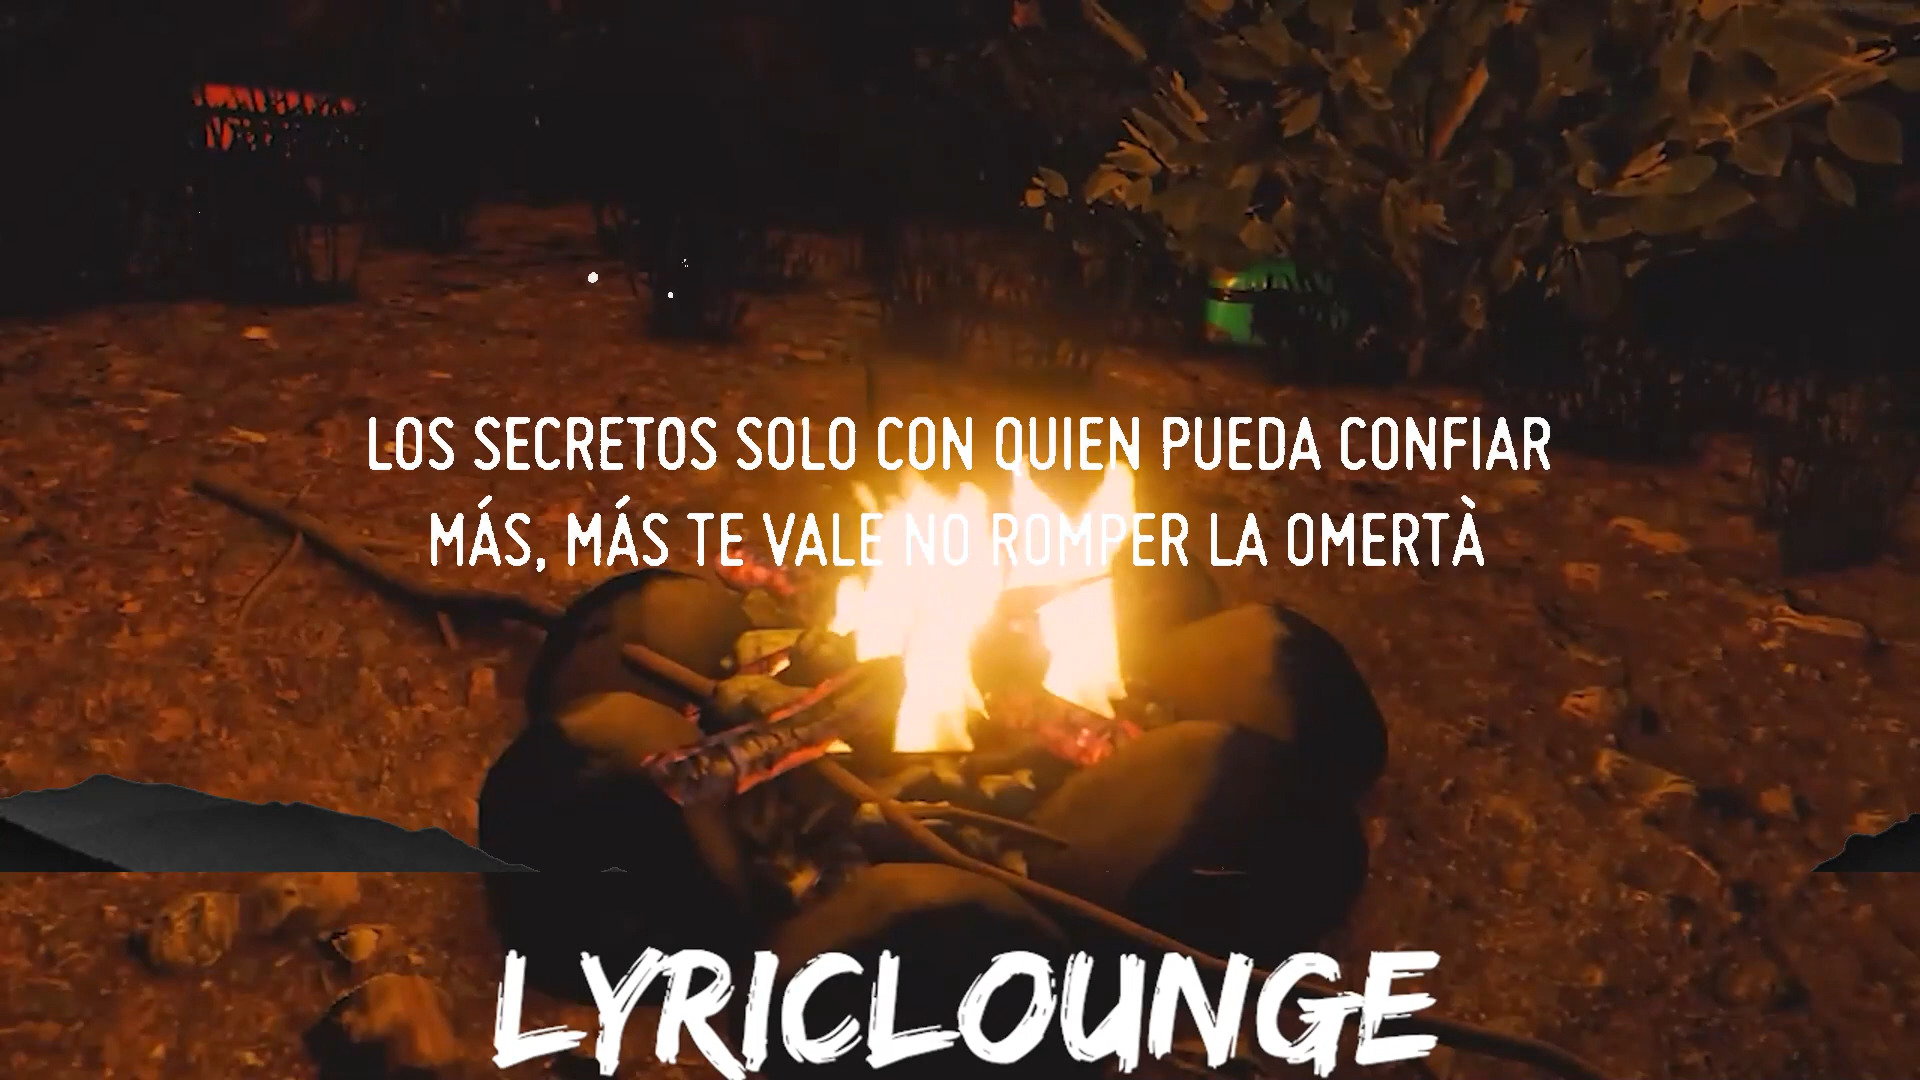 LOS SECRETOS SOLO CON QUIEN PUEDA CONFIAR
MÁS, MÁS TE VALE NO ROMPER LA OMERTÀ
LYRICLOUNGE